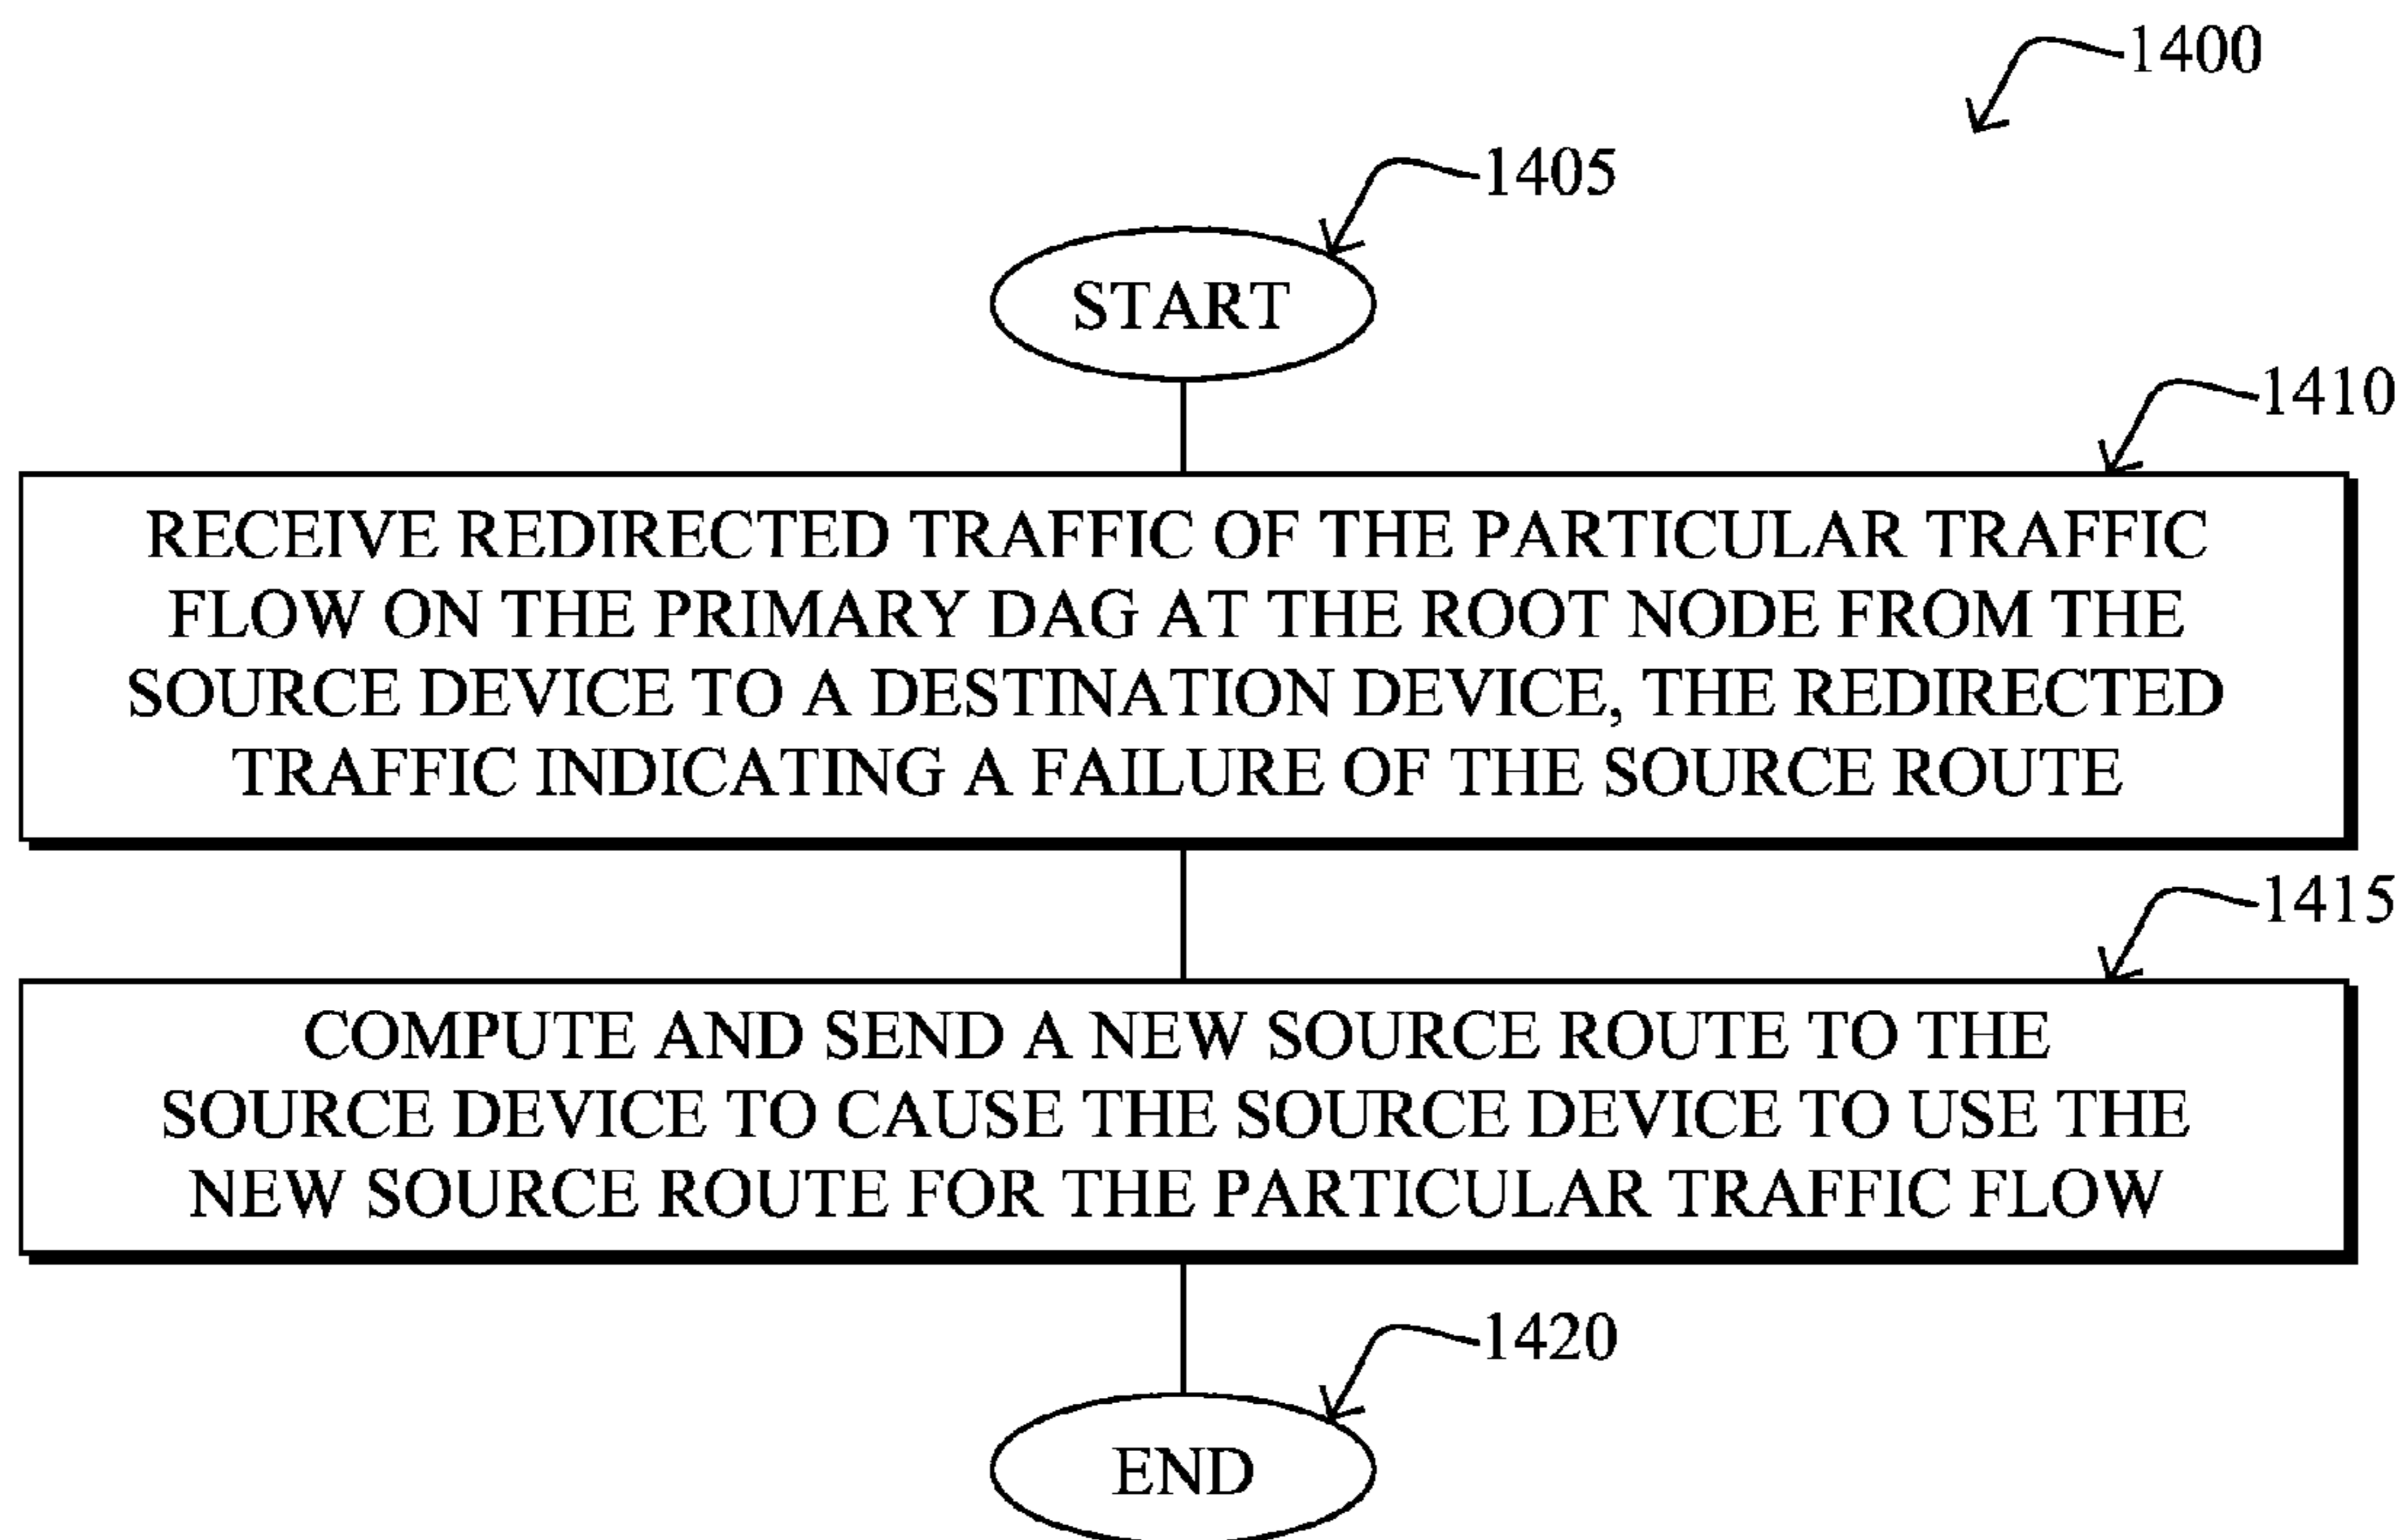 1400
1405
START
1410
RECEIVE REDIRECTED TRAFFIC OF THE PARTICULAR TRAFFIC
FLOW ON THE PRIMARY DAG AT THE ROOT NODE FROM THE
SOURCE DEVICE TO A DESTINATION DEVICE, THE REDIRECTED
TRAFFIC INDICATING A FAILURE OF THE SOURCE ROUTE
1415
COMPUTE AND SEND A NEW SOURCE ROUTE TO THE
SOURCE DEVICE TO CAUSE THE SOURCE DEVICE TO USE THE
NEW SOURCE ROUTE FOR THE PARTICULAR TRAFFIC FLOW
1420
END